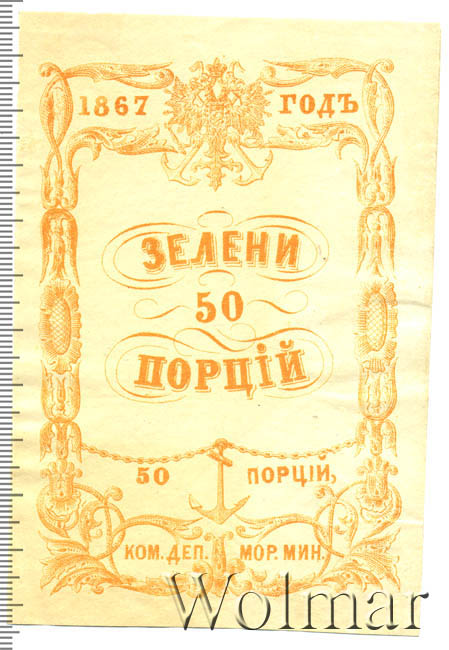 1867 ГОДЪ
ЗЕЛЕНИ
50
ПОРЦІЙ
50 ПОРЦІЙ,
КОМ. ДЕП. МОР. МИН.
Wolmar